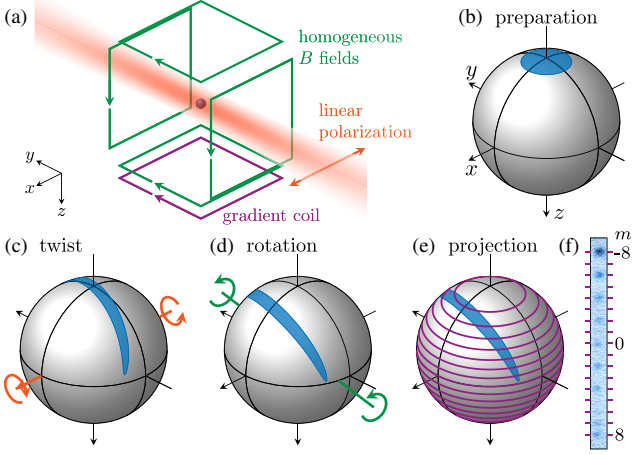 (a)
homogeneous
B fields
linear
polarization
gradient coil
y
x
z
(b) preparation
y
x
z
(c) twist
(d) rotation
(e) projection
(f)
m
-8
0
8